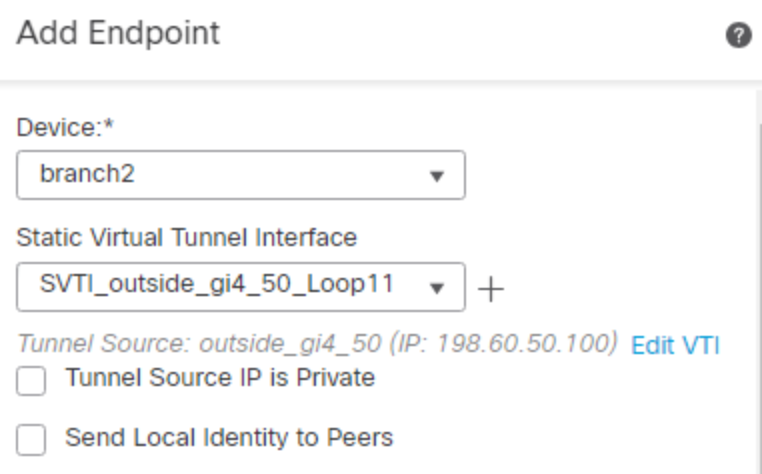 Add Endpoint
?
Device:*
branch2
Static Virtual Tunnel Interface
SVTI_outside_gi4_50_Loop11
Tunnel Source: outside_gi4_50 (IP: 198.60.50.100) Edit VTI
Tunnel Source IP is Private
Send Local Identity to Peers